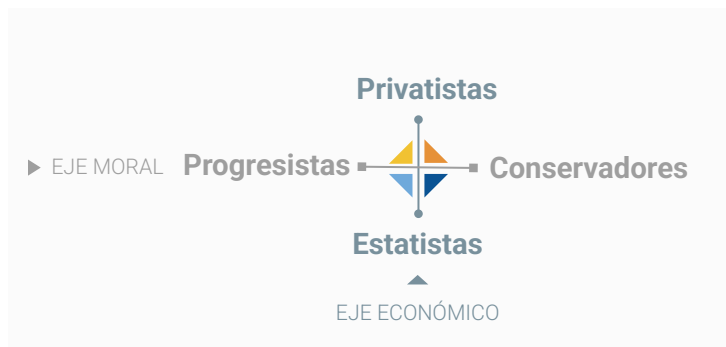 Privatistas
EJE MORAL Progresistas Conservadores
Estatistas
EJE ECONÓMICO